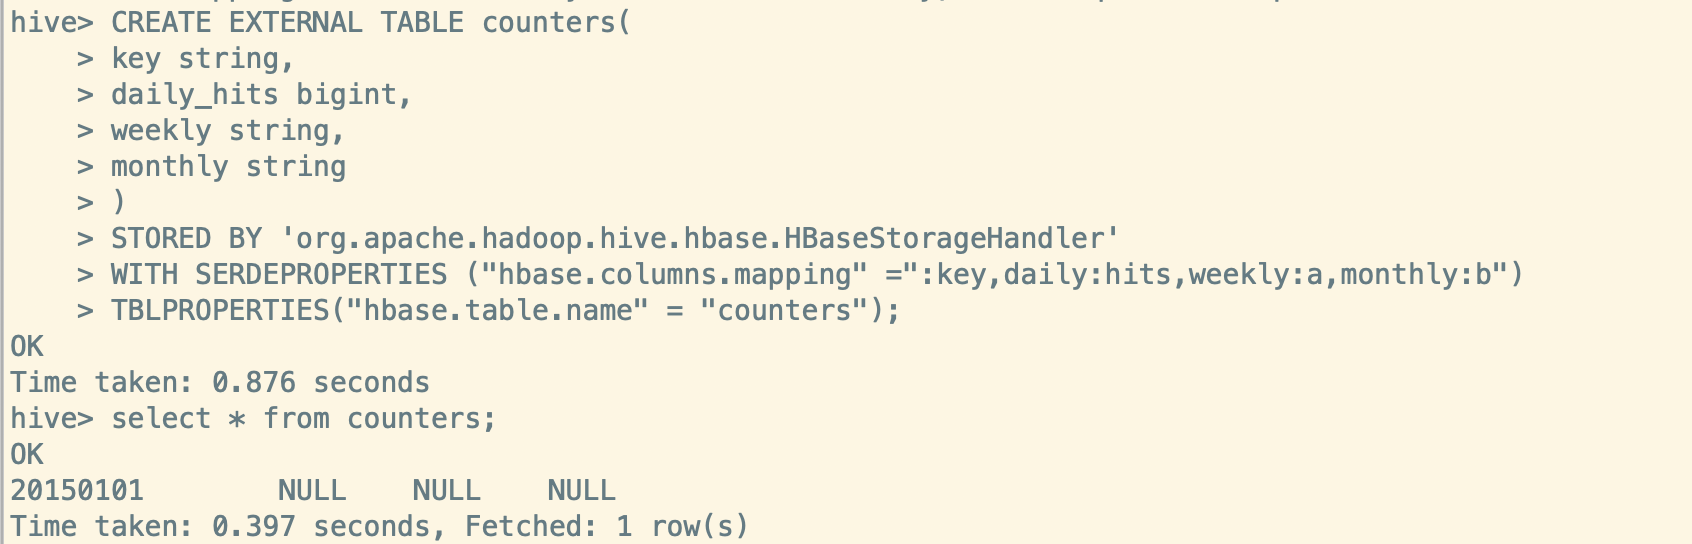 hive> CREATE EXTERNAL TABLE counters(
    > key string,
    > daily_hits bigint,
    > weekly string,
    > monthly string
    > )
    > STORED BY 'org.apache.hadoop.hive.hbase.HBaseStorageHandler'
    > WITH SERDEPROPERTIES ("hbase.columns.mapping" =":key,daily:hits,weekly:a,monthly:b")
    > TBLPROPERTIES("hbase.table.name" = "counters");
OK
Time taken: 0.876 seconds
hive> select * from counters;
OK
20150101        NULL    NULL    NULL
Time taken: 0.397 seconds, Fetched: 1 row(s)